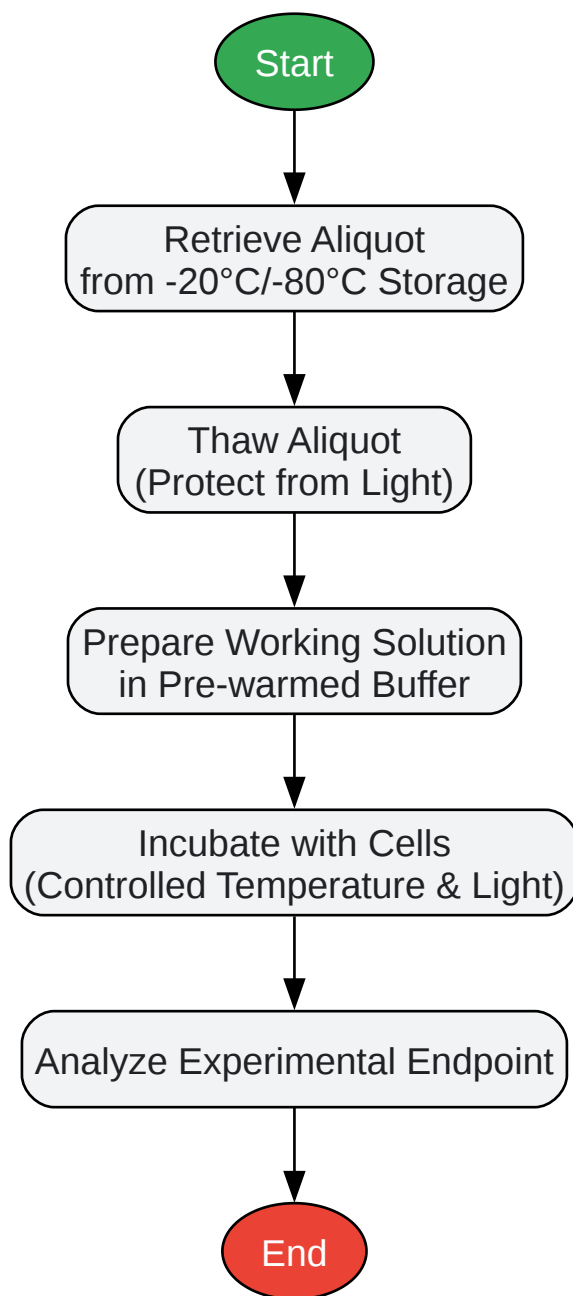 Start
Retrieve Aliquot
from -20°C/-80°C Storage
Thaw Aliquot
(Protect from Light)
Prepare Working Solution
in Pre-warmed Buffer
Incubate with Cells
(Controlled Temperature & Light)
Analyze Experimental Endpoint
End